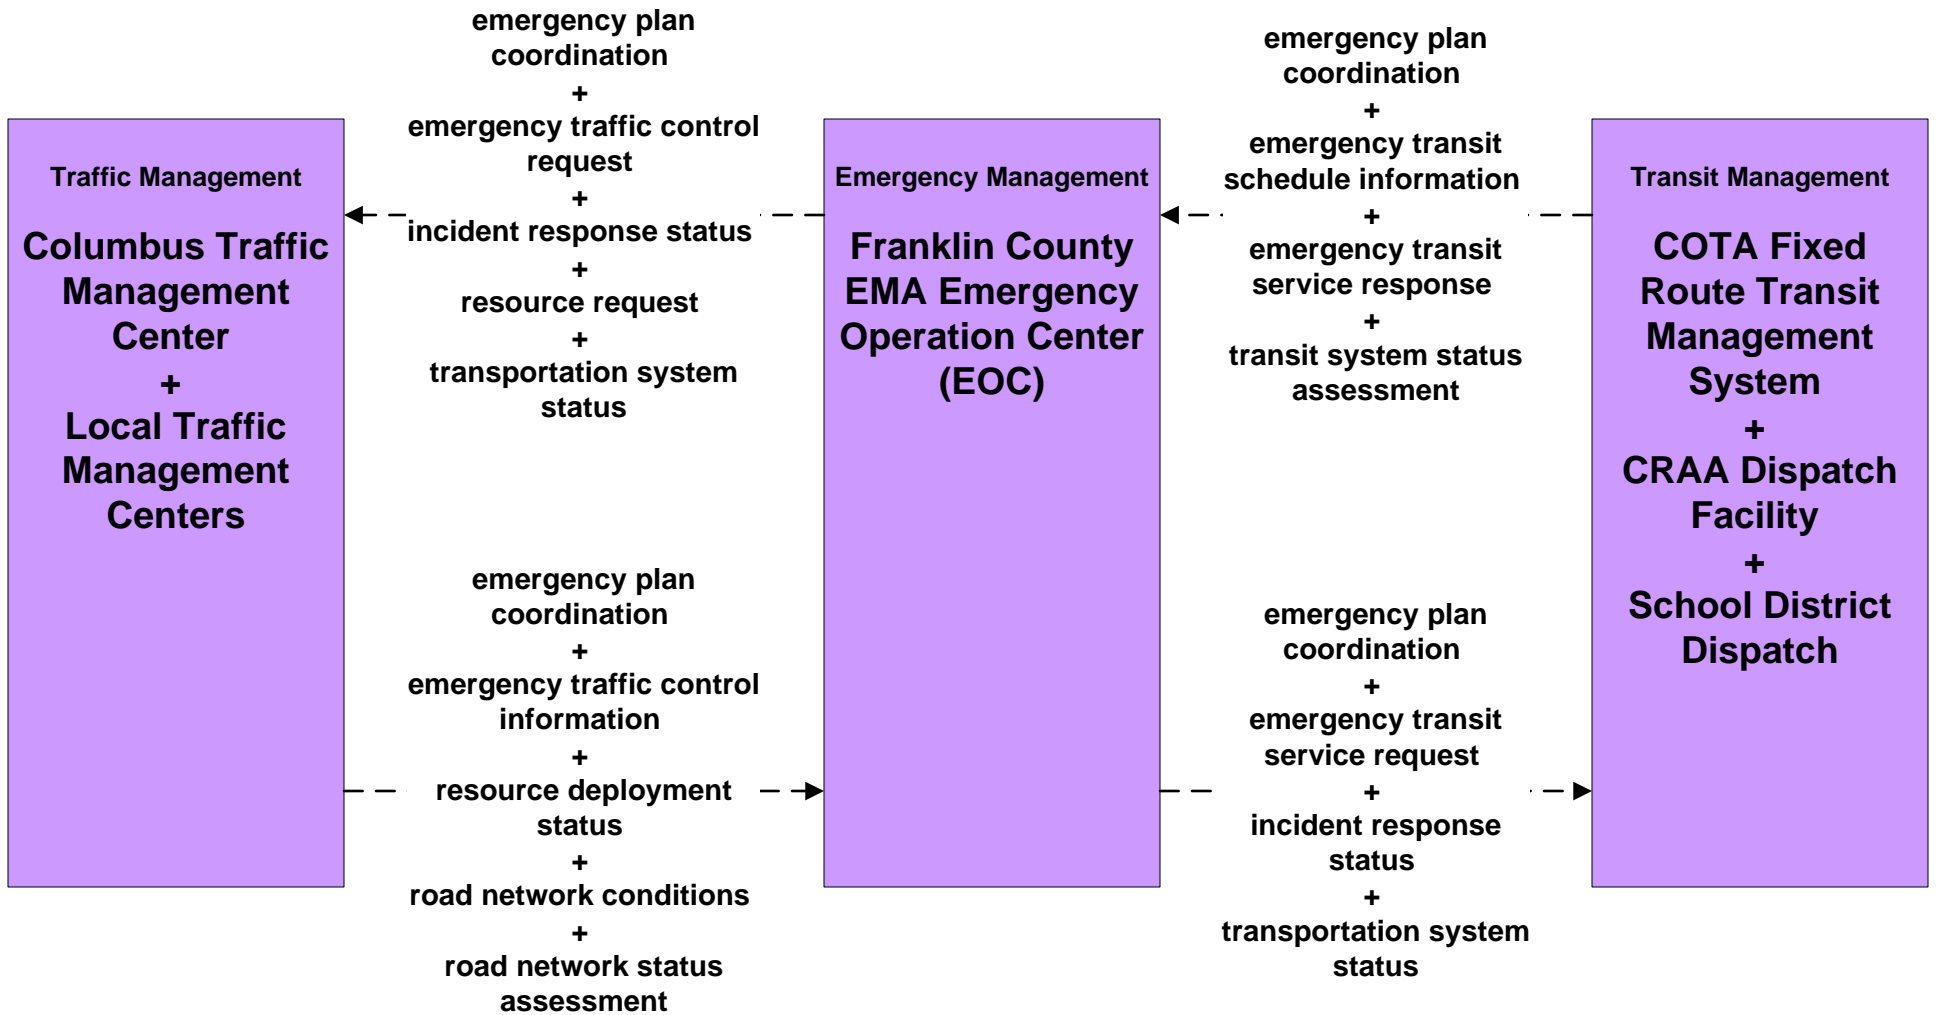 Traffic Management
Columbus Traffic
Management
Center
+
Local Traffic
Management
Centers
emergency plan
coordination
+
emergency traffic control
request
+
incident response status
+
resource request
+
transportation system
status
emergency plan
coordination
+
emergency traffic control
information
+
resource deployment
status
+
road network conditions
+
road network status
assessment
Emergency Management
Franklin County
EMA Emergency
Operation Center
(EOC)
emergency plan
coordination
+
emergency transit
schedule information
+
emergency transit
service response
+
transit system status
assessment
emergency plan
coordination
+
emergency transit
service request
+
incident response
status
+
transportation system
status
Transit Management
COTA Fixed
Route Transit
Management
System
+
CRAA Dispatch
Facility
+
School District
Dispatch